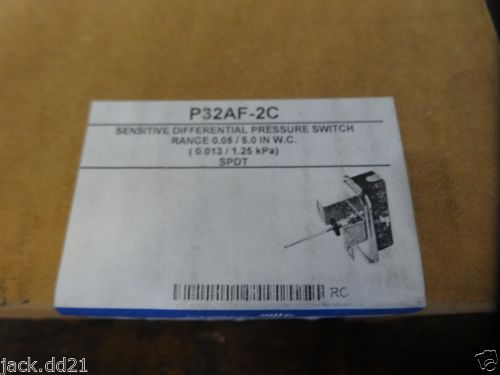 P32AF-2C
SENSITIVE DIFFERENTIAL PRESSURE SWITCH
RANGE 0.05 / 5.0 IN W.C.
( 0.013 / 1.25 kPa)
SPDT
RC
jack.dd21